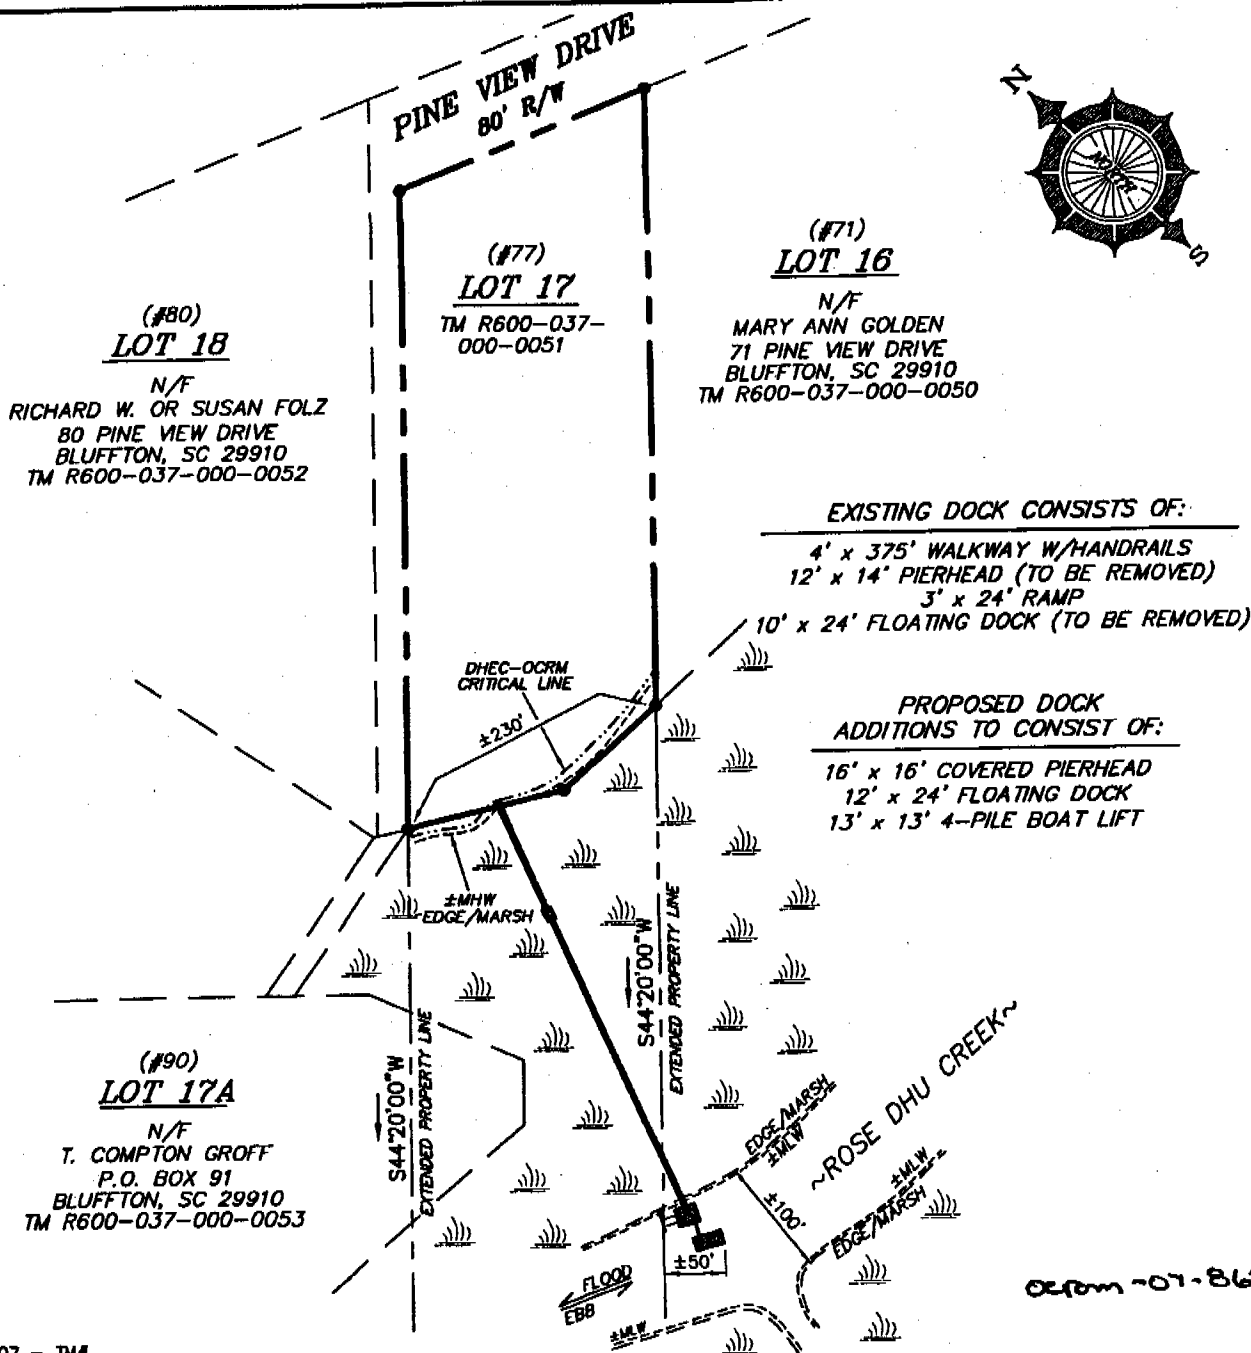 PINE VIEW DRIVE
80' R/W
N
NORTH
S
(#77)
LOT 17
TM R600-037-
000-0051
(#71)
LOT 16
N/F
MARY ANN GOLDEN
71 PINE VIEW DRIVE
BLUFFTON, SC 29910
TM R600-037-000-0050
(#80)
LOT 18
N/F
RICHARD W. OR SUSAN FOLZ
80 PINE VIEW DRIVE
BLUFFTON, SC 29910
TM R600-037-000-0052
EXISTING DOCK CONSISTS OF:
4' x 375' WALKWAY W/HANDRAILS
12' x 14' PIERHEAD (TO BE REMOVED)
3' x 24' RAMP
10' x 24' FLOATING DOCK (TO BE REMOVED)
DHEC-OCRM
CRITICAL LINE
±230'
PROPOSED DOCK
ADDITIONS TO CONSIST OF:
16' x 16' COVERED PIERHEAD
12' x 24' FLOATING DOCK
13' x 13' 4-PILE BOAT LIFT
±MHW
EDGE/MARSH
S44°20'00"W
EXTENDED PROPERTY LINE
S44°20'00"W
EXTENDED PROPERTY LINE
(#90)
LOT 17A
N/F
T. COMPTON GROFF
P.O. BOX 91
BLUFFTON, SC 29910
TM R600-037-000-0053
~ROSE DHU CREEK~
EDGE/MARSH
±MLW
±MLW
EDGE/MARSH
±100'
±50'
FLOOD
EBB
±MLW